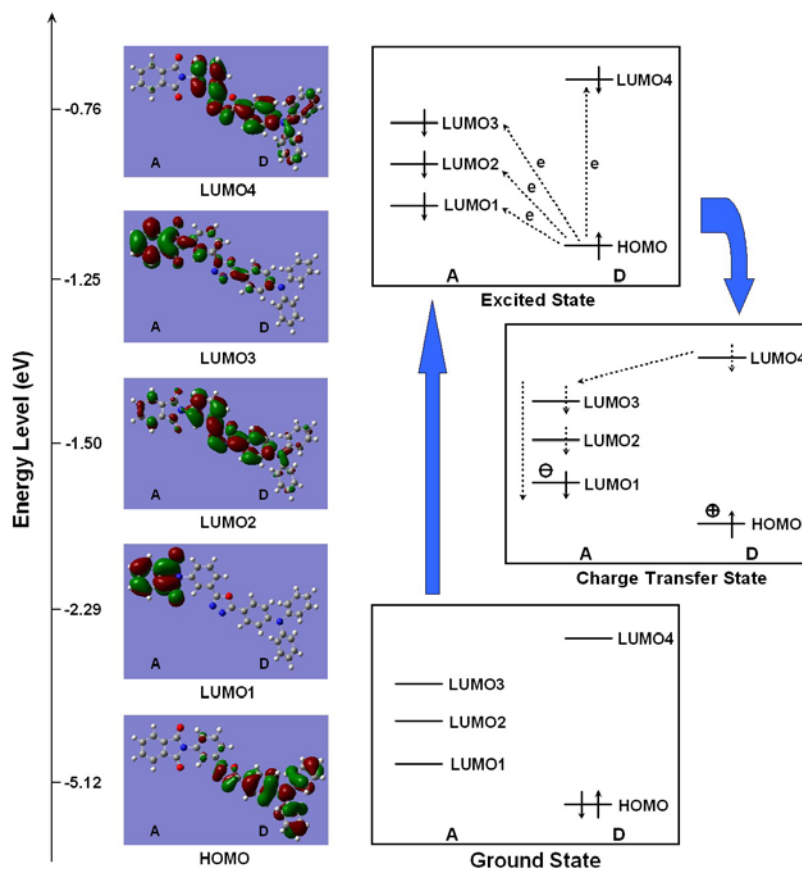 Energy Level (eV)
-0.76
-1.25
-1.50
-2.29
-5.12
A D
LUMO4
A D
LUMO3
A D
LUMO2
A D
LUMO1
A D
HOMO
LUMO4
LUMO3
e
e
LUMO2
e
LUMO1
e
HOMO
A D
Excited State
LUMO4
LUMO3
LUMO2
⊖
LUMO1
⊕
HOMO
A D
Charge Transfer State
LUMO4
LUMO3
LUMO2
LUMO1
HOMO
A D
Ground State